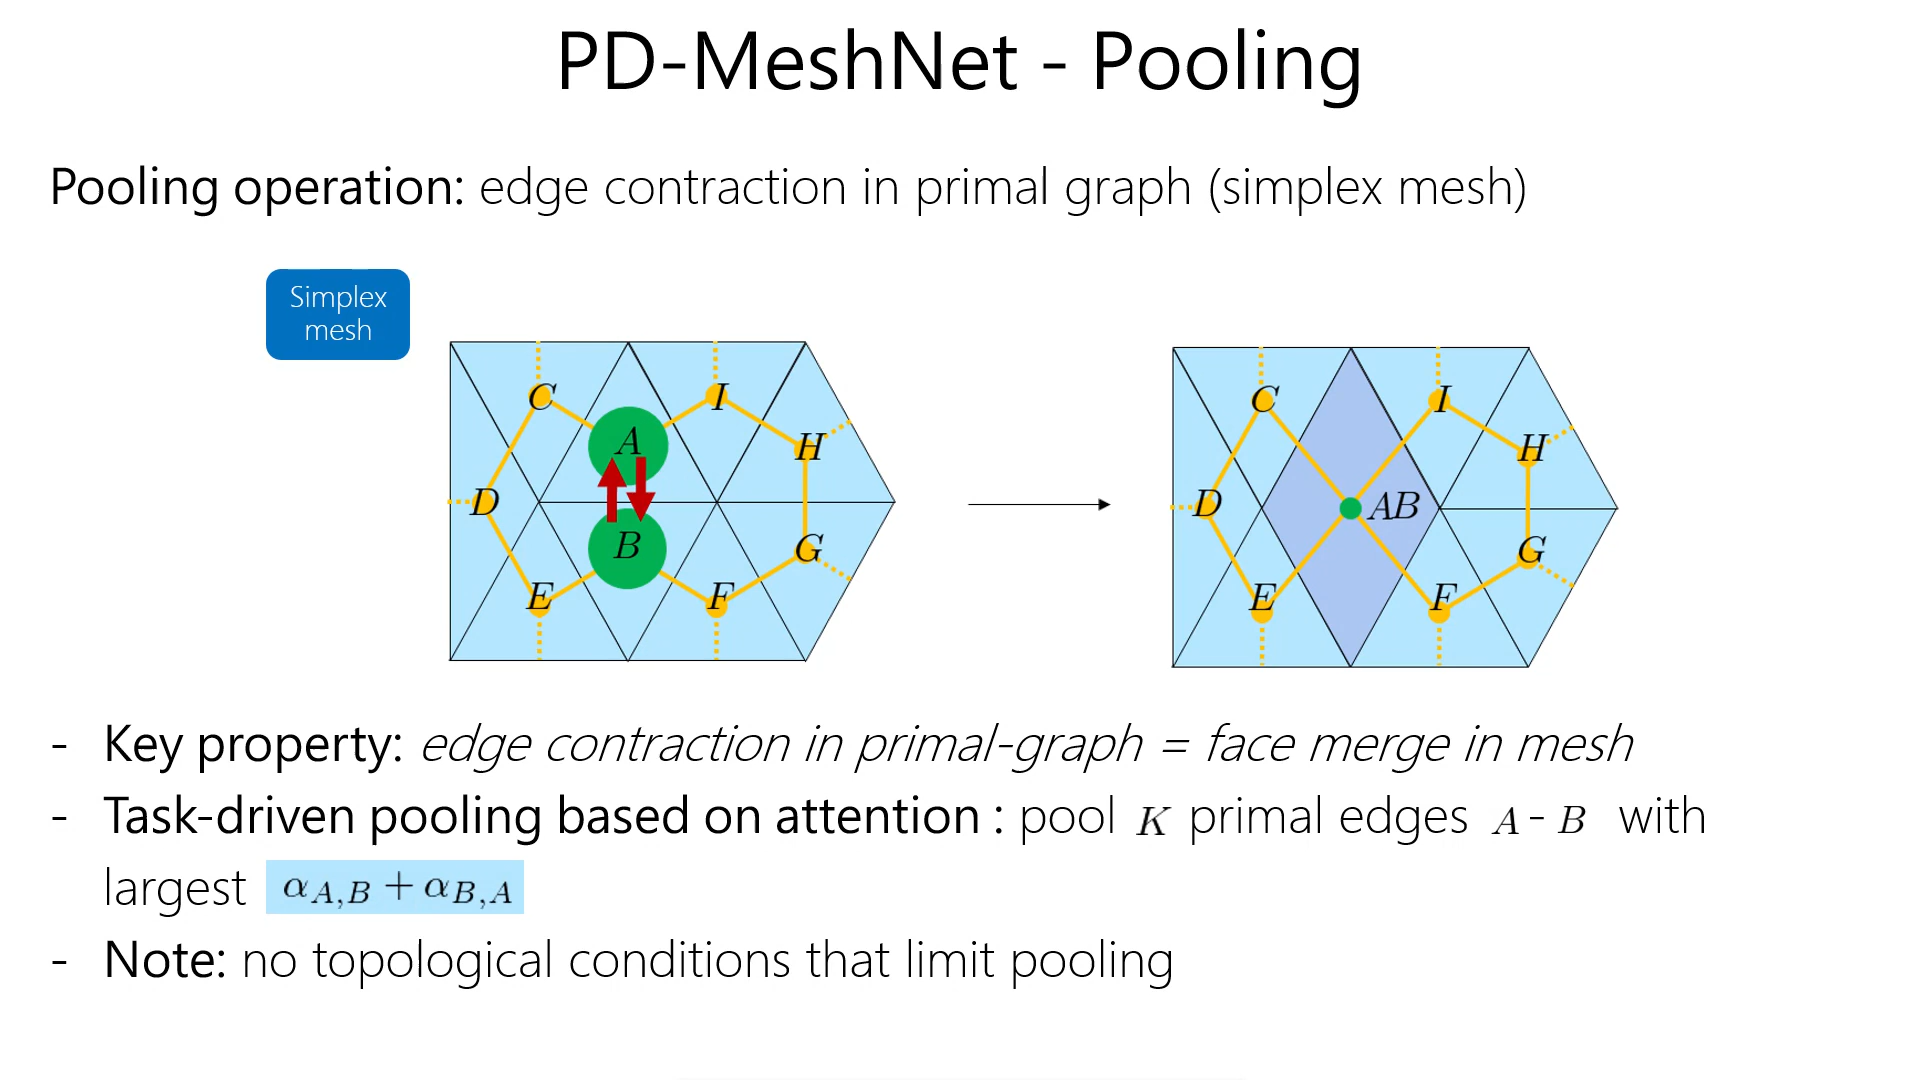 PD-MeshNet - Pooling
Pooling operation: edge contraction in primal graph (simplex mesh)
Simplex
mesh
C
I
A
H
D
B
G
E
F
C
I
H
D
AB
G
E
F
- Key property: edge contraction in primal-graph = face merge in mesh
- Task-driven pooling based on attention : pool K primal edges A - B with
largest α_{A,B} + α_{B,A}
- Note: no topological conditions that limit pooling